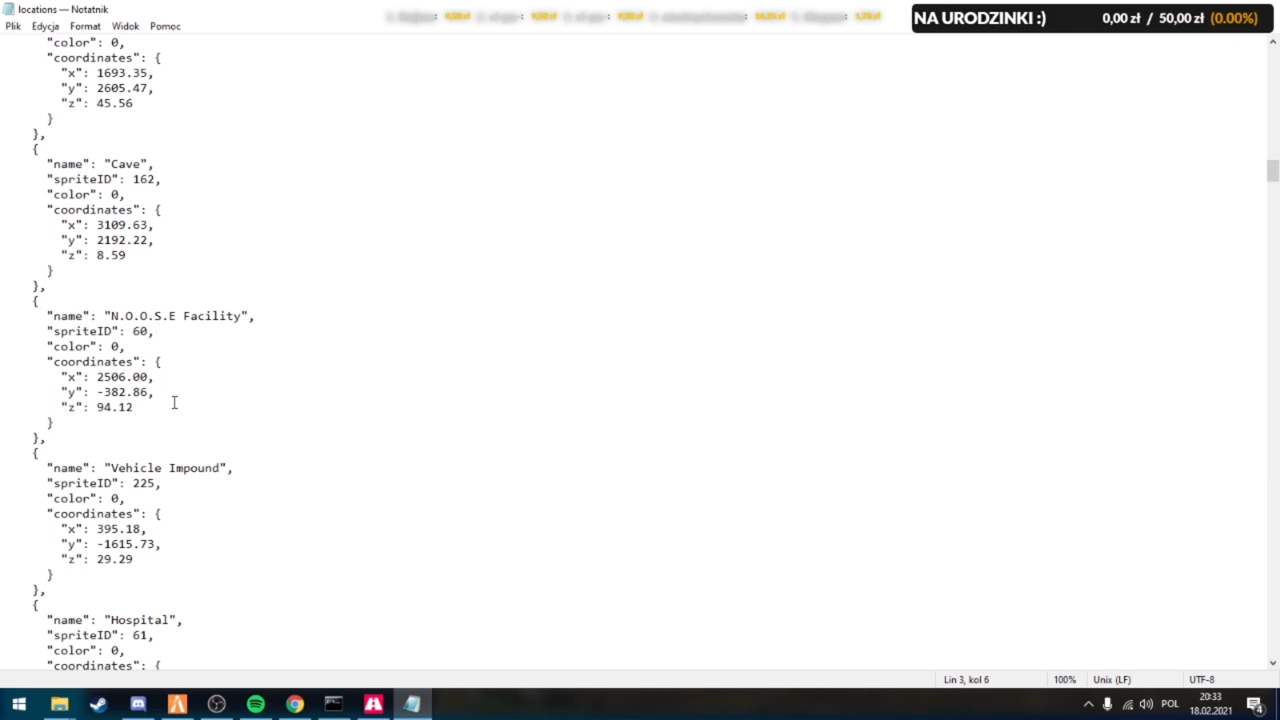 locations — Notatnik
NA URODZINKI :) 0,00 zł / 50,00 zł (0.00%)
Plik Edycja Format Widok Pomoc
"color": 0,
"coordinates": {
"x": 1693.35,
"y": 2605.47,
"z": 45.56
}
},
{
"name": "Cave",
"spriteID": 162,
"color": 0,
"coordinates": {
"x": 3109.63,
"y": 2192.22,
"z": 8.59
}
},
{
"name": "N.O.O.S.E Facility",
"spriteID": 60,
"color": 0,
"coordinates": {
"x": 2506.00,
"y": -382.86,
"z": 94.12
}
},
{
"name": "Vehicle Impound",
"spriteID": 225,
"color": 0,
"coordinates": {
"x": 395.18,
"y": -1615.73,
"z": 29.29
}
},
{
"name": "Hospital",
"spriteID": 61,
"color": 0,
"coordinates": {
Lin 3, kol 6 100% Unix (LF) UTF-8
POL 20:33
18.02.2021 4